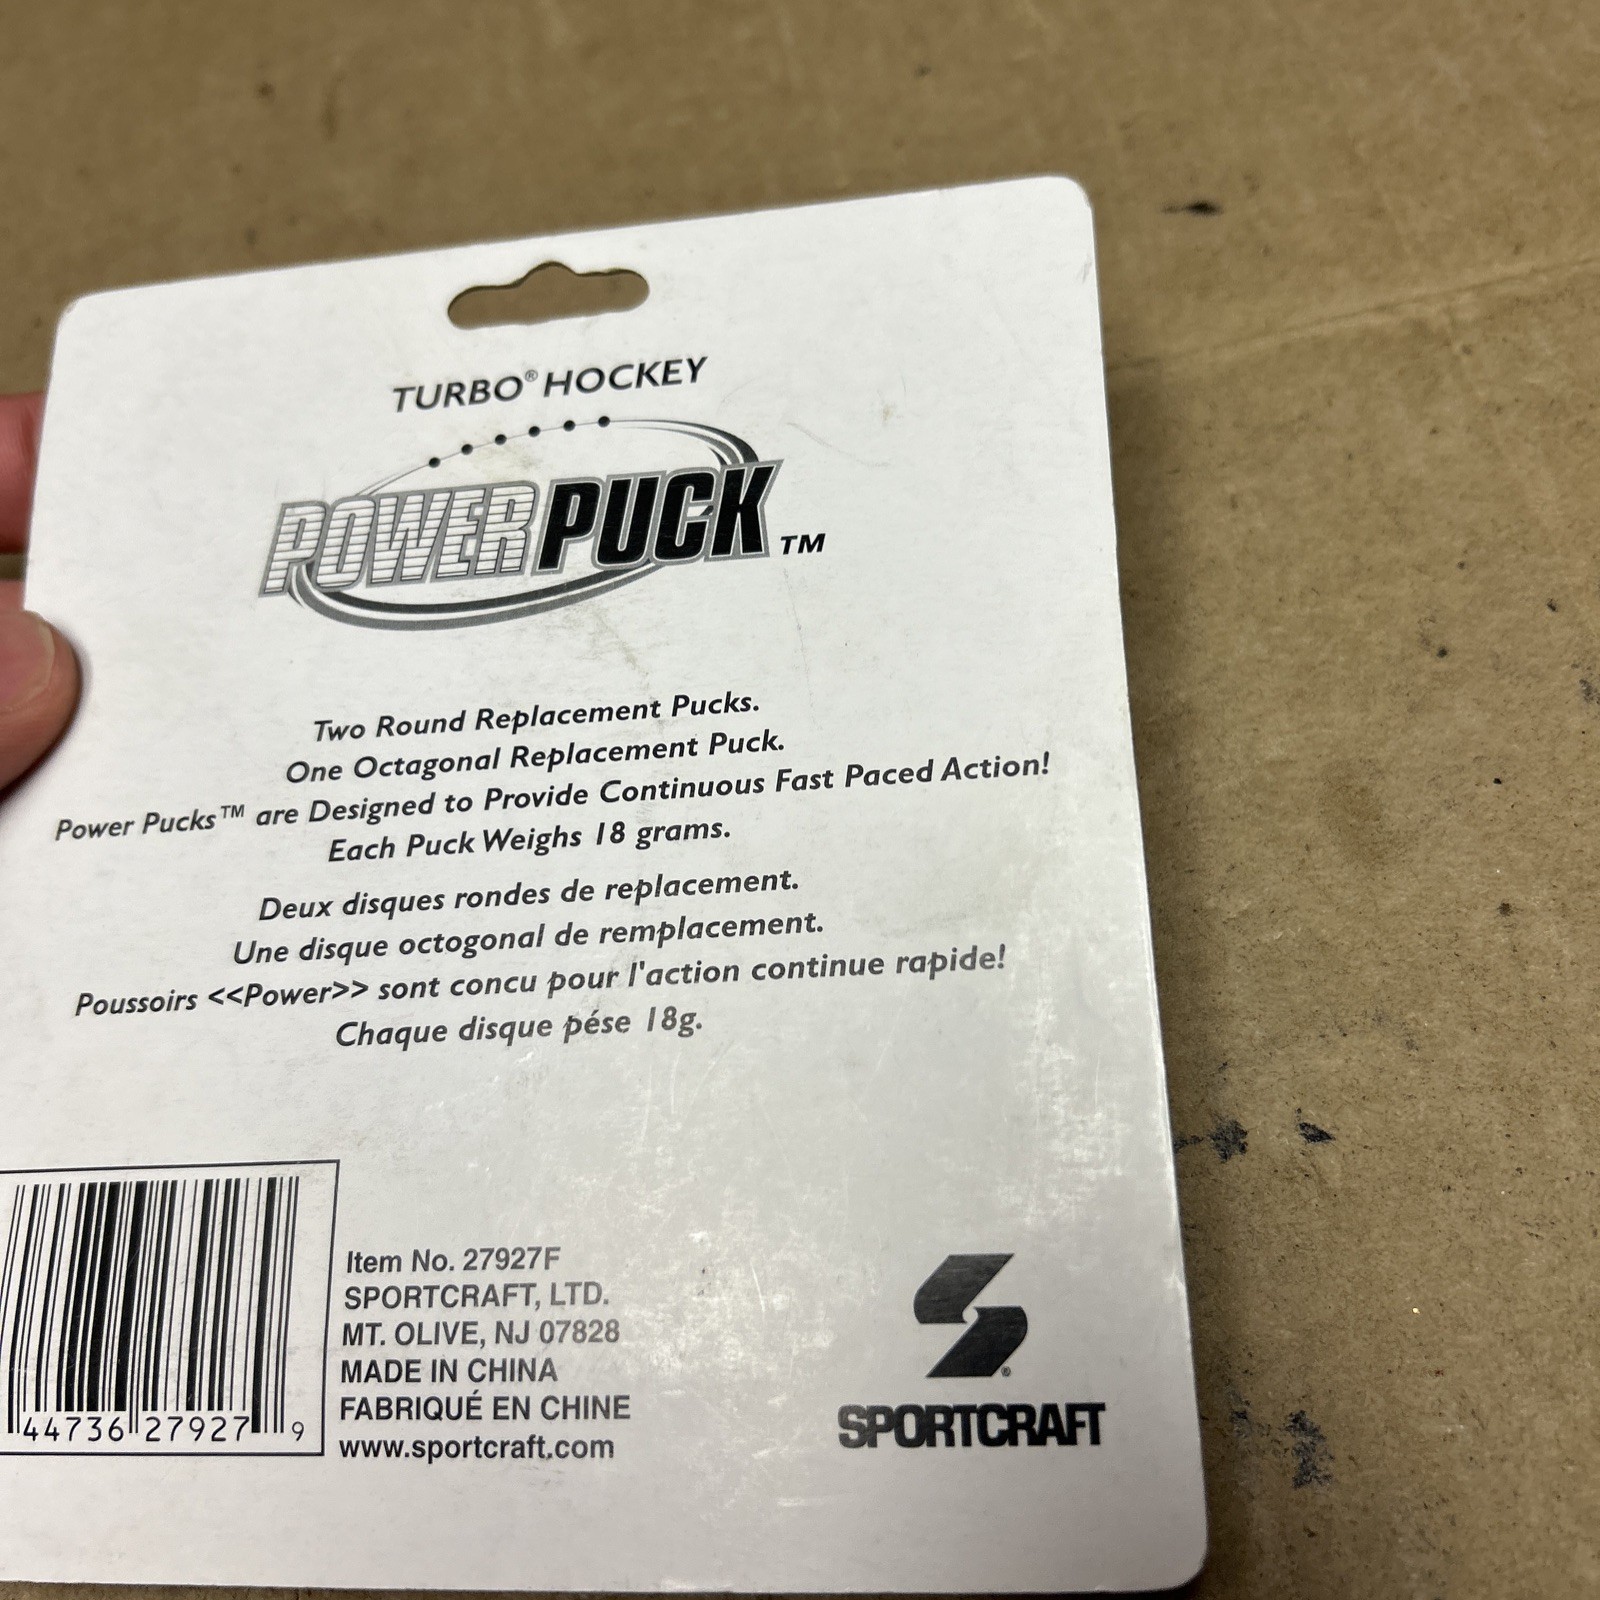 TURBO® HOCKEY
POWER PUCK™
Two Round Replacement Pucks.
One Octagonal Replacement Puck.
Power Pucks™ are Designed to Provide Continuous Fast Paced Action!
Each Puck Weighs 18 grams.
Deux disques rondes de replacement.
Une disque octogonal de remplacement.
Poussoirs <<Power>> sont concu pour l'action continue rapide!
Chaque disque pése 18g.
44736 27927 9
Item No. 27927F
SPORTCRAFT, LTD.
MT. OLIVE, NJ 07828
MADE IN CHINA
FABRIQUÉ EN CHINE
www.sportcraft.com
®
SPORTCRAFT